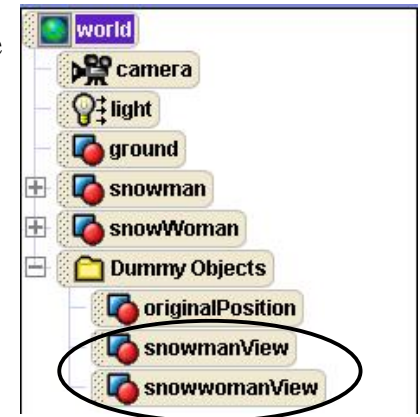 world
camera
light
ground
snowman
snowWoman
Dummy Objects
originalPosition
snowmanView
snowwomanView